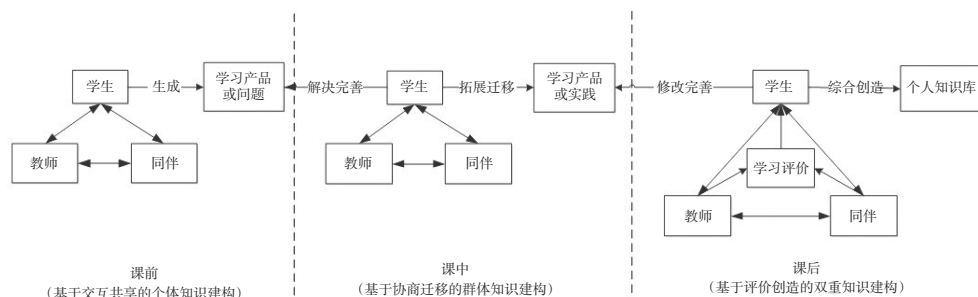 学生
生成
学习产品
或问题
教师
同伴
课前
（基于交互共享的个体知识建构）
解决完善
学生
拓展迁移
学习产品
或实践
教师
同伴
课中
（基于协商迁移的群体知识建构）
修改完善
学生
综合创造
个人知识库
学习评价
教师
同伴
课后
（基于评价创造的双重知识建构）